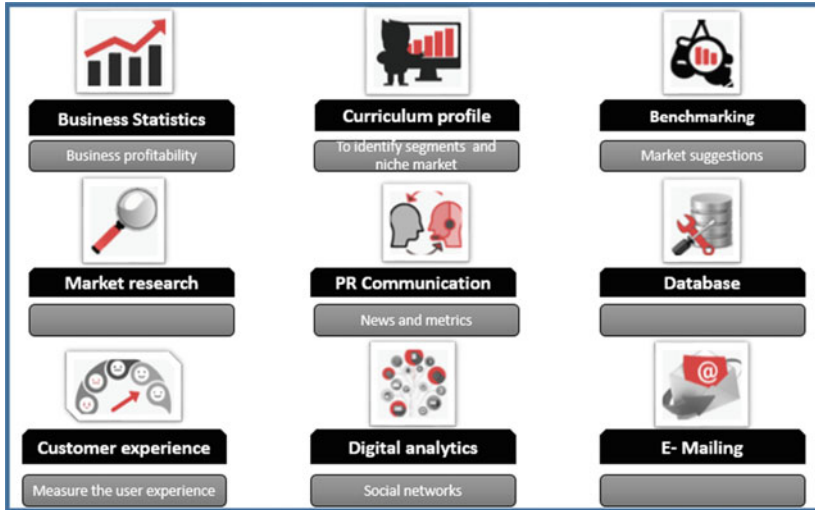 Business Statistics
Business profitability
Curriculum profile
To identify segments and
niche market
Benchmarking
Market suggestions
Market research
PR Communication
News and metrics
Database
@
Customer experience
Measure the user experience
Digital analytics
Social networks
E- Mailing